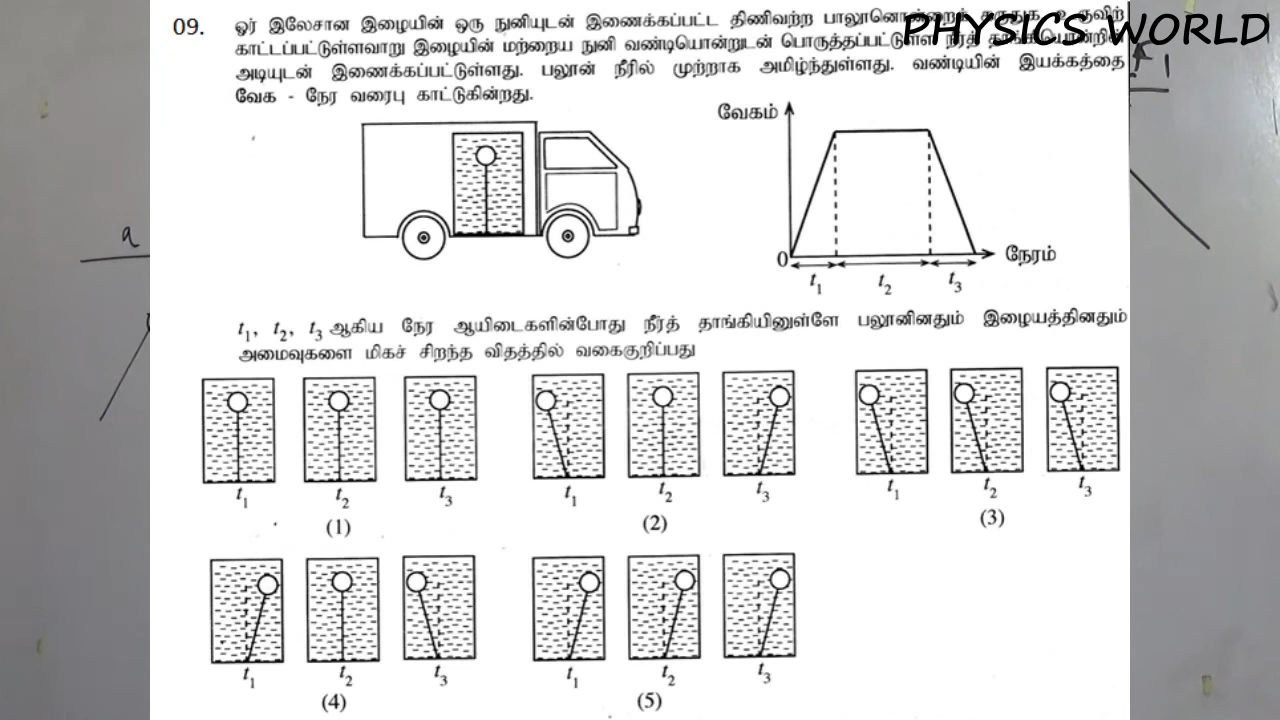 PHYSICS WORLD
09. ஓர் இலேசான இழையின் ஒரு நுனியுடன் இணைக்கப்பட்ட திணிவற்ற
காட்டப்பட்டுள்ளவாறு இழையின் மற்றைய நுனி வண்டியொன்றுடன் பொருத்தப்பட்டுள்ள நீர்த்
அடியுடன் இணைக்கப்பட்டுள்ளது. பலூன் நீரில் முற்றாக அமிழ்ந்துள்ளது. வண்டியின் இயக்கத்தை
வேக - நேர வரைபு காட்டுகின்றது.
வேகம்
0
நேரம்
t1 t2 t3
a
t1, t2, t3 ஆகிய நேர ஆயிடைகளின்போது நீர்த் தாங்கியினுள்ளே பலூனினதும் இழையத்தினதும்
அமைவுகளை மிகச் சிறந்த விதத்தில் வகைகுறிப்பது
t1 t2 t3 t1 t2 t3 t1 t2 t3
(1) (2) (3)
t1 t2 t3 t1 t2 t3
(4) (5)